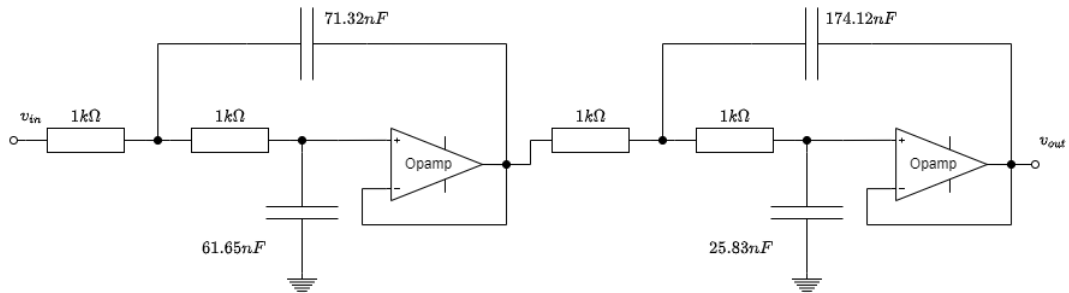 71.32nF
174.12nF
v_in
1kΩ
1kΩ
1kΩ
1kΩ
v_out
+
Opamp
−
+
Opamp
−
61.65nF
25.83nF